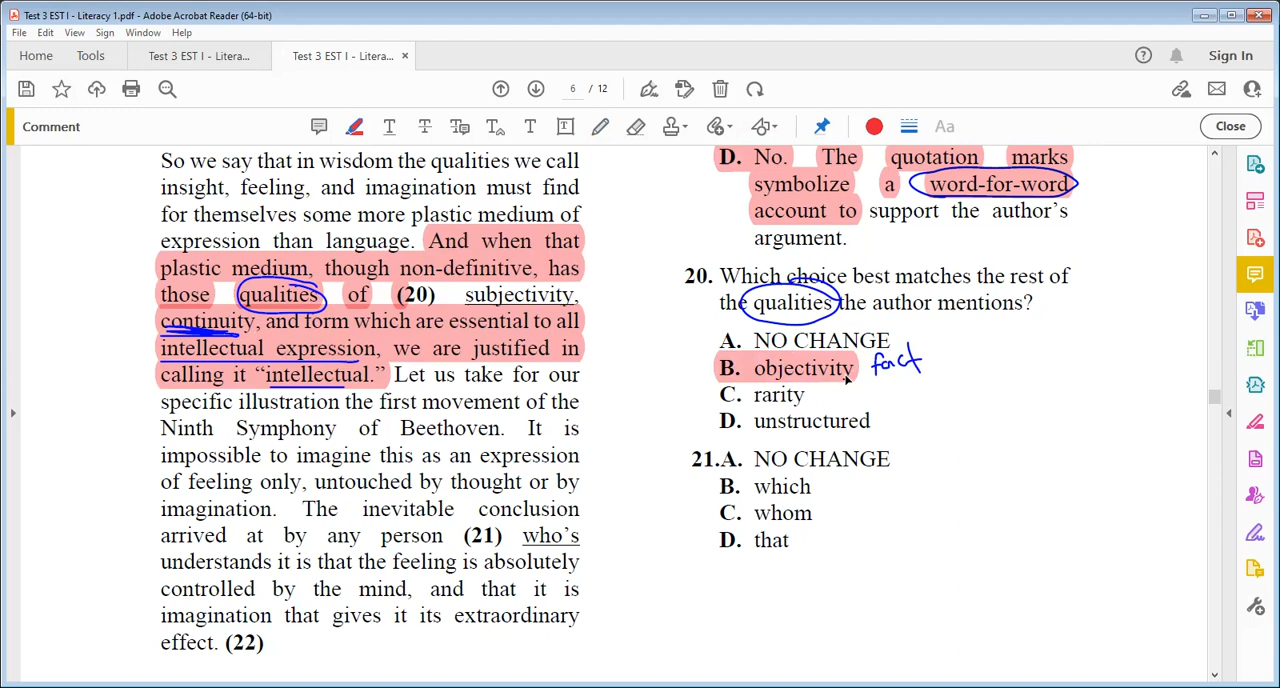 Test 3 EST I - Literacy 1.pdf - Adobe Acrobat Reader (64-bit)
File Edit View Sign Window Help
Home Tools Test 3 EST I - Litera... Test 3 EST I - Litera... × Sign In
6 / 12
Comment Aa Close
So we say that in wisdom the qualities we call
insight, feeling, and imagination must find
for themselves some more plastic medium of
expression than language. And when that
plastic medium, though non-definitive, has
those qualities of (20) subjectivity,
continuity, and form which are essential to all
intellectual expression, we are justified in
calling it “intellectual.” Let us take for our
specific illustration the first movement of the
Ninth Symphony of Beethoven. It is
impossible to imagine this as an expression
of feeling only, untouched by thought or by
imagination. The inevitable conclusion
arrived at by any person (21) who’s
understands it is that the feeling is absolutely
controlled by the mind, and that it is
imagination that gives it its extraordinary
effect. (22)
D. No. The quotation marks
symbolize a word-for-word
account to support the author’s
argument.
20. Which choice best matches the rest of
the qualities the author mentions?
A. NO CHANGE
B. objectivity fact
C. rarity
D. unstructured
21.A. NO CHANGE
B. which
C. whom
D. that